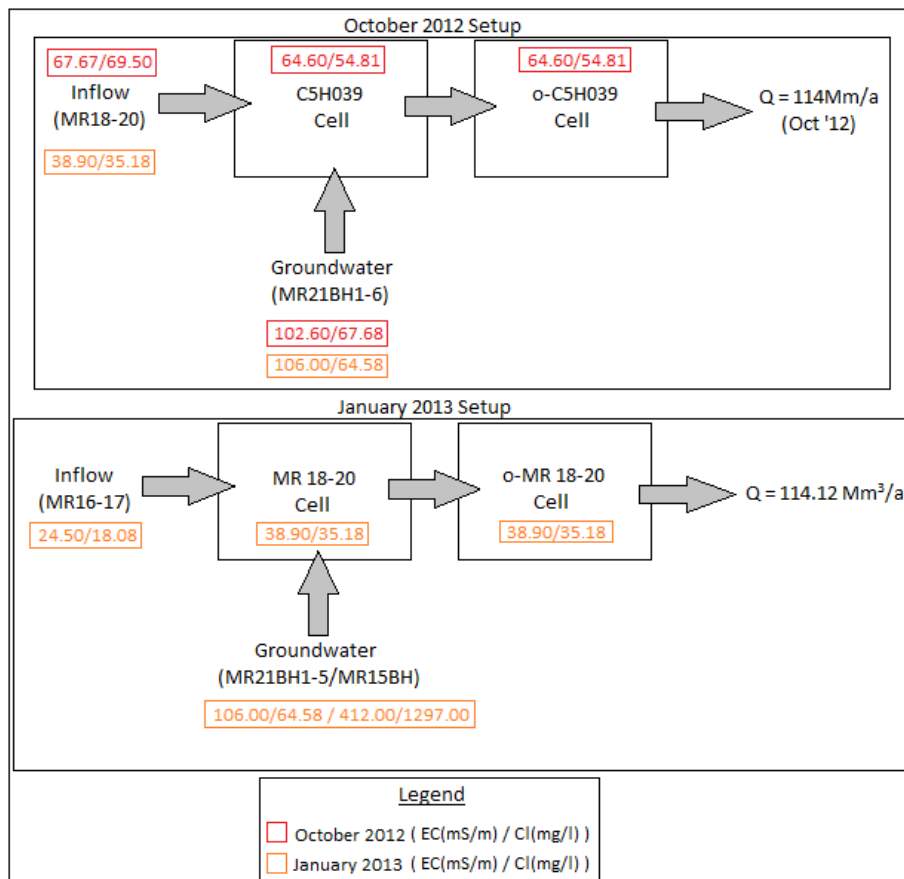 October 2012 Setup
67.67/69.50
Inflow
(MR18-20)
38.90/35.18
64.60/54.81
C5H039
Cell
64.60/54.81
o-C5H039
Cell
Q = 114Mm/a
(Oct '12)
Groundwater
(MR21BH1-6)
102.60/67.68
106.00/64.58
January 2013 Setup
Inflow
(MR16-17)
24.50/18.08
MR 18-20
Cell
38.90/35.18
o-MR 18-20
Cell
38.90/35.18
Q = 114.12 Mm³/a
Groundwater
(MR21BH1-5/MR15BH)
106.00/64.58 / 412.00/1297.00
Legend
October 2012 ( EC(mS/m) / Cl(mg/l) )
January 2013 ( EC(mS/m) / Cl(mg/l) )